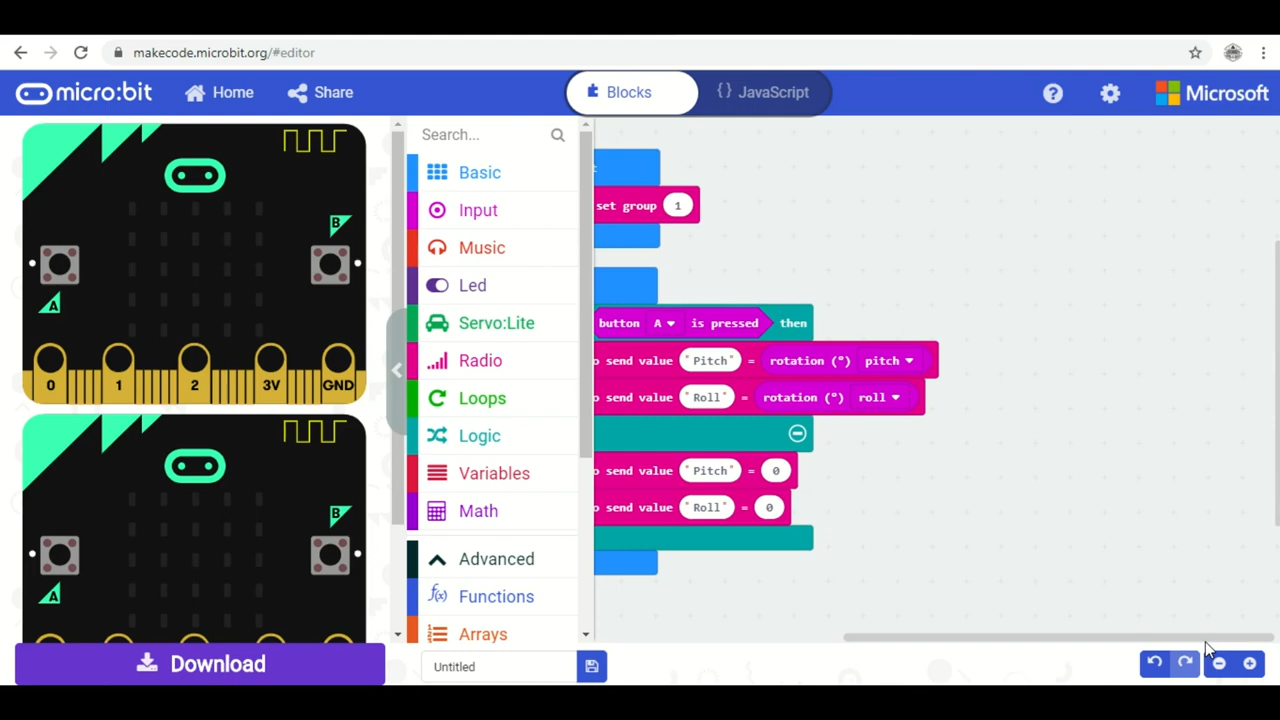 makecode.microbit.org/#editor
micro:bit Home Share Blocks {} JavaScript Microsoft
Search...
Basic
Input
Music
Led
Servo:Lite
Radio
Loops
Logic
Variables
Math
Advanced
f(x) Functions
Arrays
B
A
0 1 2 3V GND
B
A
Download
Untitled
set group 1
button A is pressed then
o send value "Pitch" = rotation (°) pitch
o send value "Roll" = rotation (°) roll
o send value "Pitch" = 0
o send value "Roll" = 0